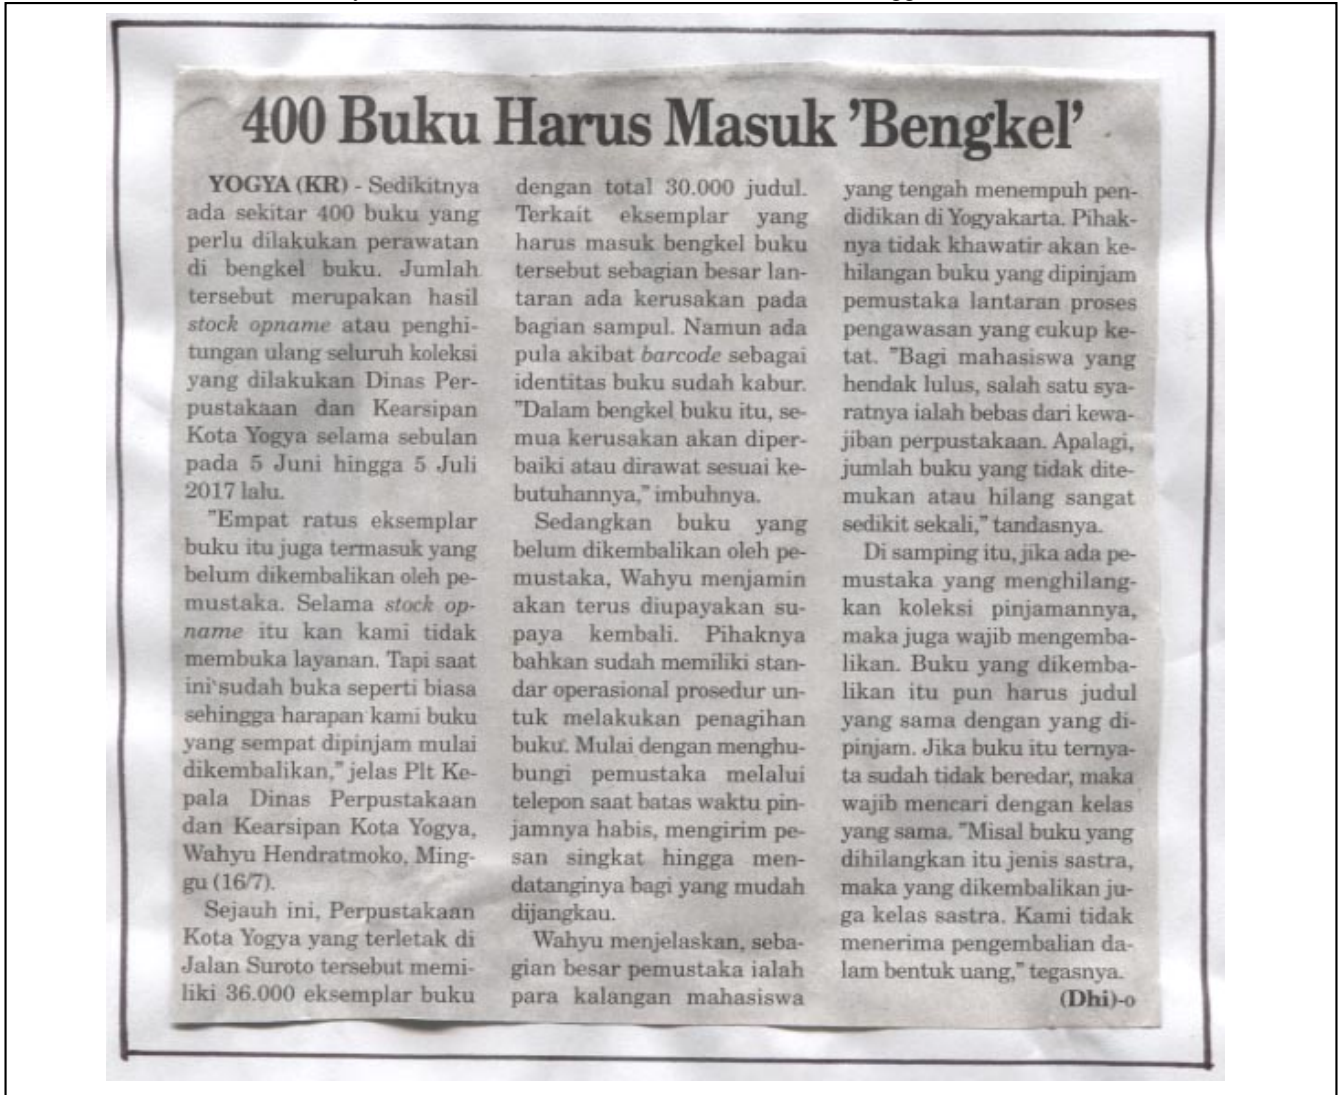 400 Buku Harus Masuk ’Bengkel’
YOGYA (KR) - Sedikitnya
ada sekitar 400 buku yang
perlu dilakukan perawatan
di bengkel buku. Jumlah
tersebut merupakan hasil
stock opname atau penghi-
tungan ulang seluruh koleksi
yang dilakukan Dinas Per-
pustakaan dan Kearsipan
Kota Yogya selama sebulan
pada 5 Juni hingga 5 Juli
2017 lalu.
"Empat ratus eksemplar
buku itu juga termasuk yang
belum dikembalikan oleh pe-
mustaka. Selama stock op-
name itu kan kami tidak
membuka layanan. Tapi saat
ini sudah buka seperti biasa
sehingga harapan kami buku
yang sempat dipinjam mulai
dikembalikan," jelas Plt Ke-
pala Dinas Perpustakaan
dan Kearsipan Kota Yogya,
Wahyu Hendratmoko, Ming-
gu (16/7).
Sejauh ini, Perpustakaan
Kota Yogya yang terletak di
Jalan Suroto tersebut memi-
liki 36.000 eksemplar buku
dengan total 30.000 judul.
Terkait eksemplar yang
harus masuk bengkel buku
tersebut sebagian besar lan-
taran ada kerusakan pada
bagian sampul. Namun ada
pula akibat barcode sebagai
identitas buku sudah kabur.
"Dalam bengkel buku itu, se-
mua kerusakan akan diper-
baiki atau dirawat sesuai ke-
butuhannya," imbuhnya.
Sedangkan buku yang
belum dikembalikan oleh pe-
mustaka, Wahyu menjamin
akan terus diupayakan su-
paya kembali. Pihaknya
bahkan sudah memiliki stan-
dar operasional prosedur un-
tuk melakukan penagihan
buku. Mulai dengan menghu-
bungi pemustaka melalui
telepon saat batas waktu pin-
jamnya habis, mengirim pe-
san singkat hingga men-
datanginya bagi yang mudah
dijangkau.
Wahyu menjelaskan, seba-
gian besar pemustaka ialah
para kalangan mahasiswa
yang tengah menempuh pen-
didikan di Yogyakarta. Pihak-
nya tidak khawatir akan ke-
hilangan buku yang dipinjam
pemustaka lantaran proses
pengawasan yang cukup ke-
tat. "Bagi mahasiswa yang
hendak lulus, salah satu sya-
ratnya ialah bebas dari kewa-
jiban perpustakaan. Apalagi,
jumlah buku yang tidak dite-
mukan atau hilang sangat
sedikit sekali," tandasnya.
Di samping itu, jika ada pe-
mustaka yang menghilang-
kan koleksi pinjamannya,
maka juga wajib mengemba-
likan. Buku yang dikemba-
likan itu pun harus judul
yang sama dengan yang di-
pinjam. Jika buku itu ternya-
ta sudah tidak beredar, maka
wajib mencari dengan kelas
yang sama. "Misal buku yang
dihilangkan itu jenis sastra,
maka yang dikembalikan ju-
ga kelas sastra. Kami tidak
menerima pengembalian da-
lam bentuk uang," tegasnya.
(Dhi)-o